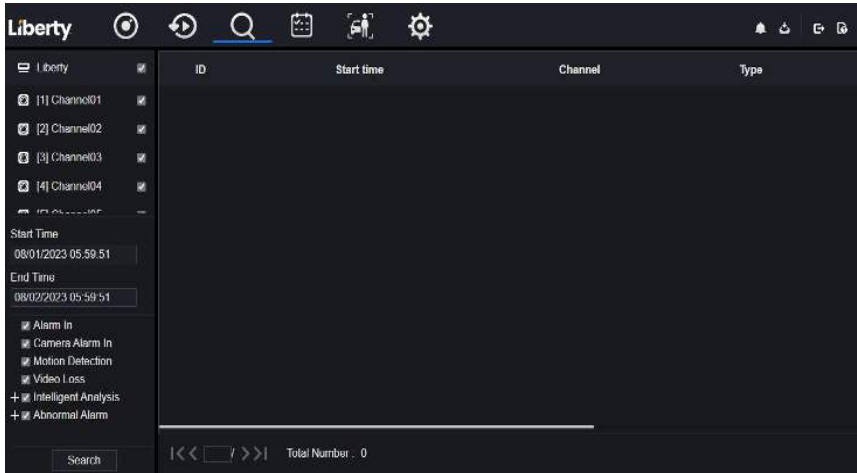 Liberty
Liberty
ID Start time Channel Type
[1] Channel01
[2] Channel02
[3] Channel03
[4] Channel04
Start Time
08/01/2023 05:59:51
End Time
08/02/2023 05:59:51
Alarm In
Camera Alarm In
Motion Detection
Video Loss
Intelligent Analysis
Abnormal Alarm
Search
/ Total Number : 0